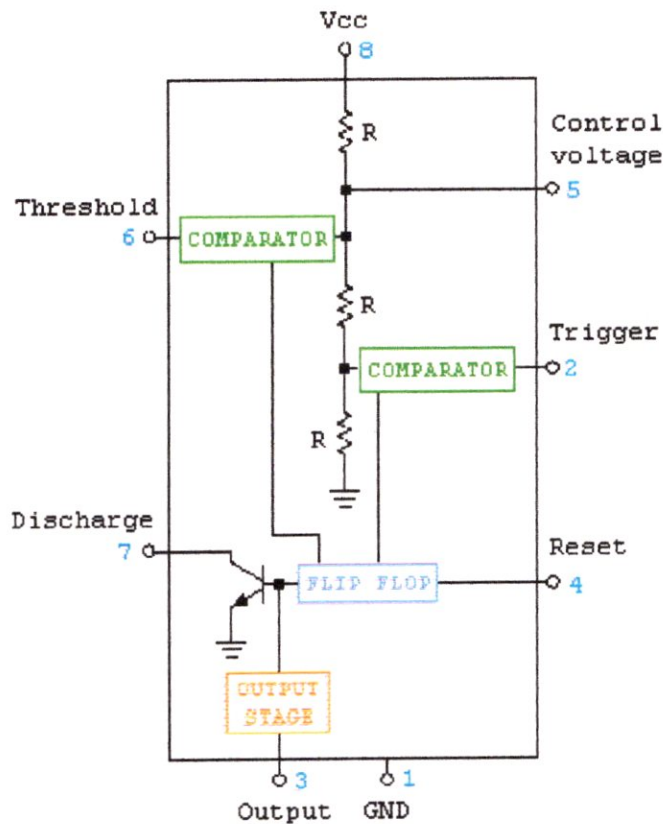 Vcc
8
R
Control
voltage
5
Threshold
6
COMPARATOR
R
Trigger
COMPARATOR
2
R
Discharge
7
Reset
FLIP FLOP
4
OUTPUT
STAGE
3
1
Output
GND